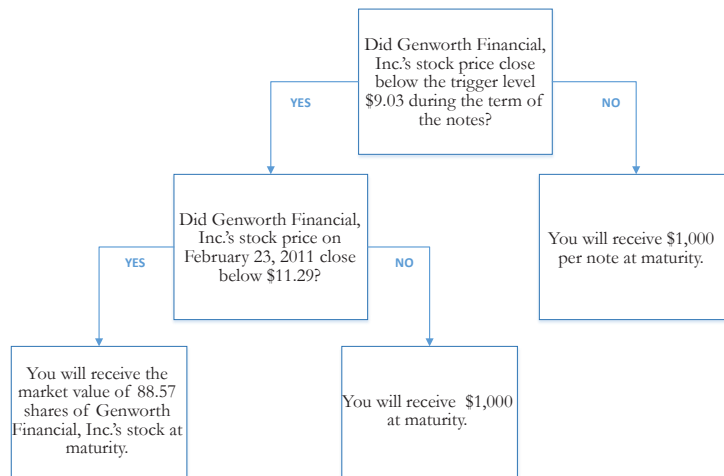 Did Genworth Financial,
Inc.'s stock price close
below the trigger level
$9.03 during the term of
the notes?
YES
NO
Did Genworth Financial,
Inc.'s stock price on
February 23, 2011 close
below $11.29?
You will receive $1,000
per note at maturity.
YES
NO
You will receive the
market value of 88.57
shares of Genworth
Financial, Inc.'s stock at
maturity.
You will receive $1,000
at maturity.